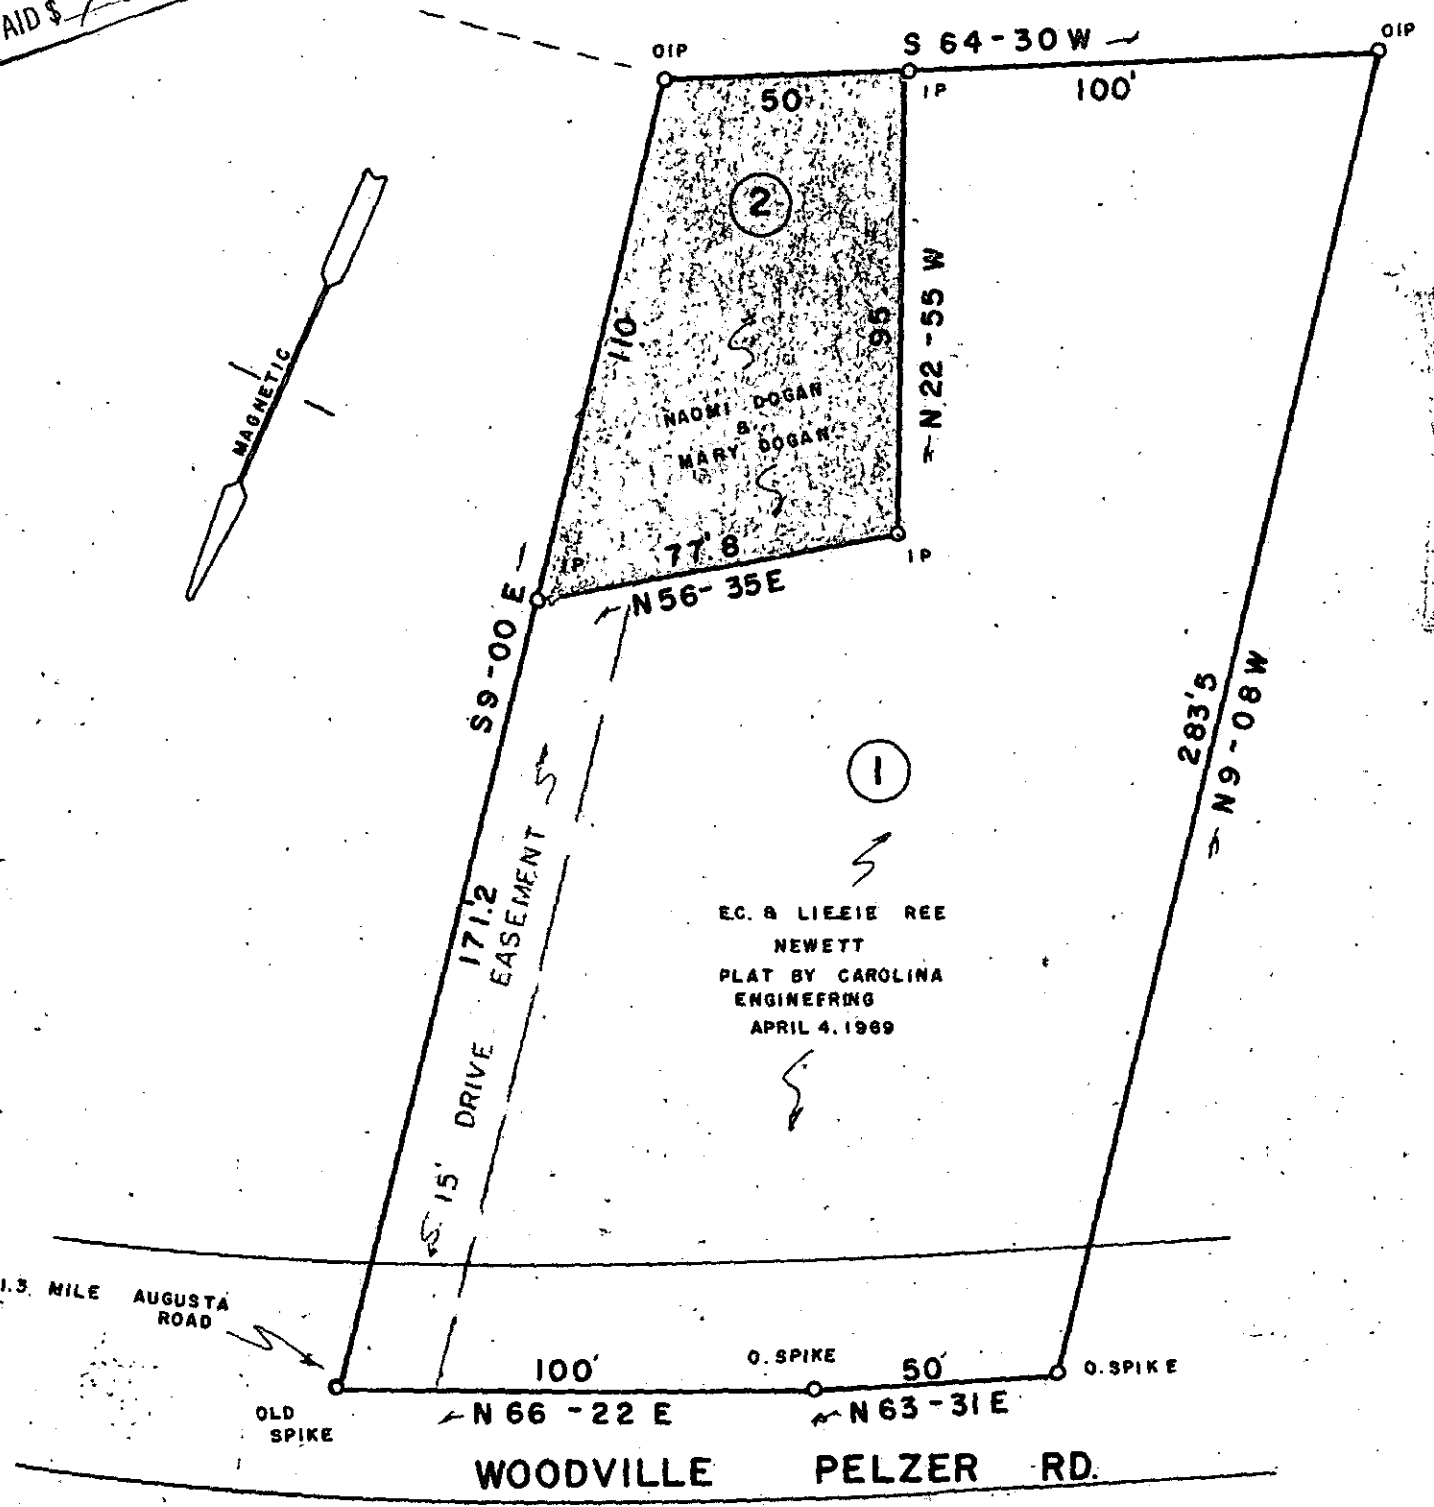 AID $
OIP
S 64-30 W
OIP
50
IP
100'
2
110'
95
N 22-55 W
MAGNETIC
NAOMI DOGAN
&
MARY DOGAN
IP
77'.8
IP
N 56-35 E
S9-00 E
283'.5
N9-08 W
1
171.2
15' DRIVE EASEMENT
E.C. & LIEEIE REE
NEWETT
PLAT BY CAROLINA
ENGINEERING
APRIL 4. 1969
1.3 MILE AUGUSTA
ROAD
O. SPIKE
O. SPIKE
100'
50'
OLD
SPIKE
N 66-22 E
N 63-31 E
WOODVILLE PELZER RD.